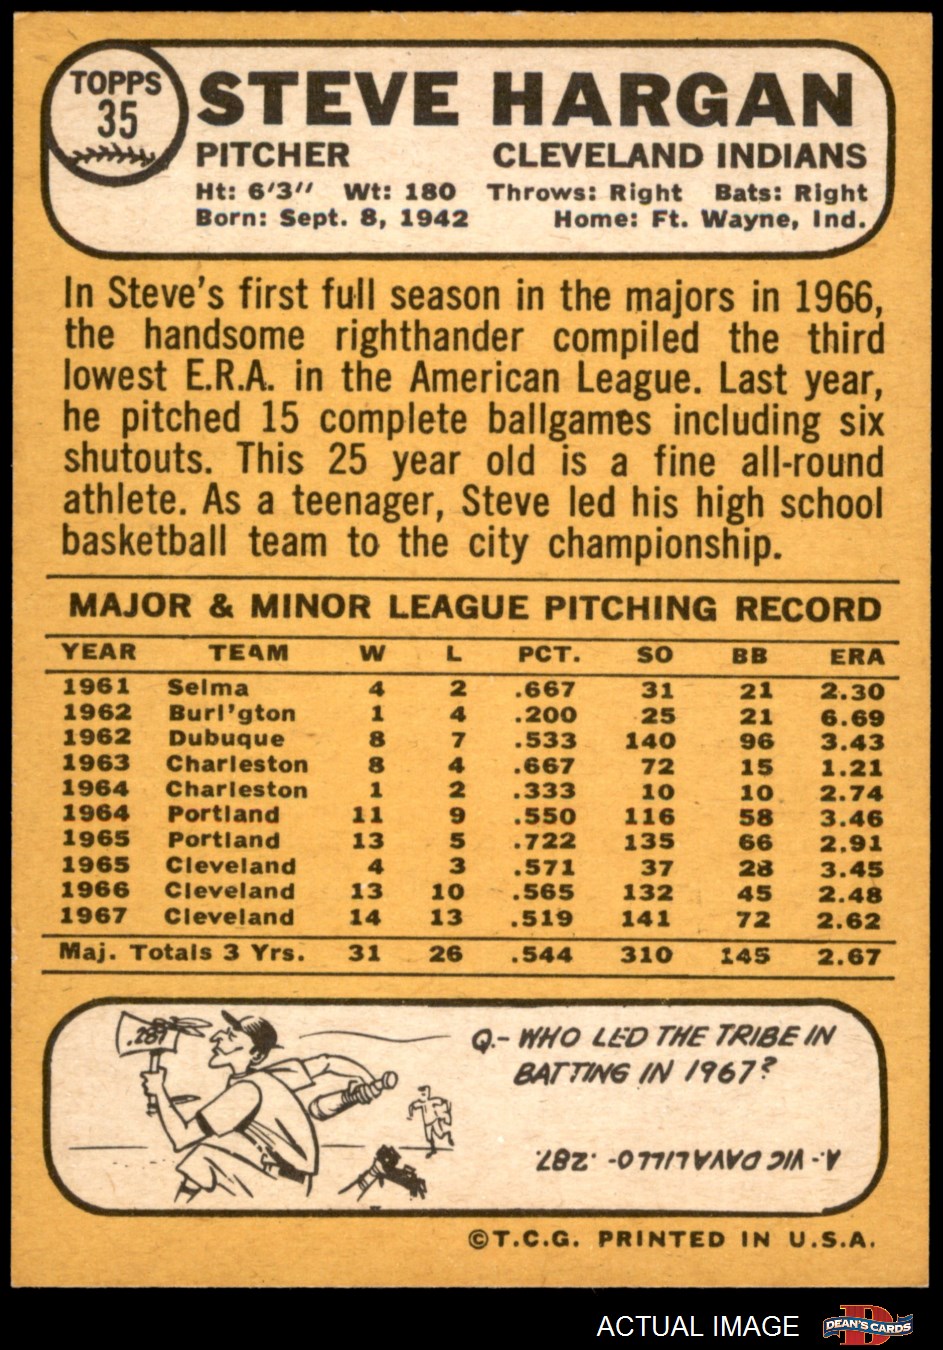 TOPPS
35
STEVE HARGAN
PITCHER CLEVELAND INDIANS
Ht: 6'3" Wt: 180 Throws: Right Bats: Right
Born: Sept. 8, 1942 Home: Ft. Wayne, Ind.
In Steve's first full season in the majors in 1966,
the handsome righthander compiled the third
lowest E.R.A. in the American League. Last year,
he pitched 15 complete ballgames including six
shutouts. This 25 year old is a fine all-round
athlete. As a teenager, Steve led his high school
basketball team to the city championship.
MAJOR & MINOR LEAGUE PITCHING RECORD
YEAR TEAM W L PCT. SO BB ERA
1961 Selma 4 2 .667 31 21 2.30
1962 Burl'gton 1 4 .200 25 21 6.69
1962 Dubuque 8 7 .533 140 96 3.43
1963 Charleston 8 4 .667 72 15 1.21
1964 Charleston 1 2 .333 10 10 2.74
1964 Portland 11 9 .550 116 58 3.46
1965 Portland 13 5 .722 135 66 2.91
1965 Cleveland 4 3 .571 37 28 3.45
1966 Cleveland 13 10 .565 132 45 2.48
1967 Cleveland 14 13 .519 141 72 2.62
Maj. Totals 3 Yrs. 31 26 .544 310 145 2.67
.287
Q.- WHO LED THE TRIBE IN
BATTING IN 1967?
A.- VIC DAVALILLO- .287.
©T.C.G. PRINTED IN U.S.A.
ACTUAL IMAGE
D
DEAN'S CARDS